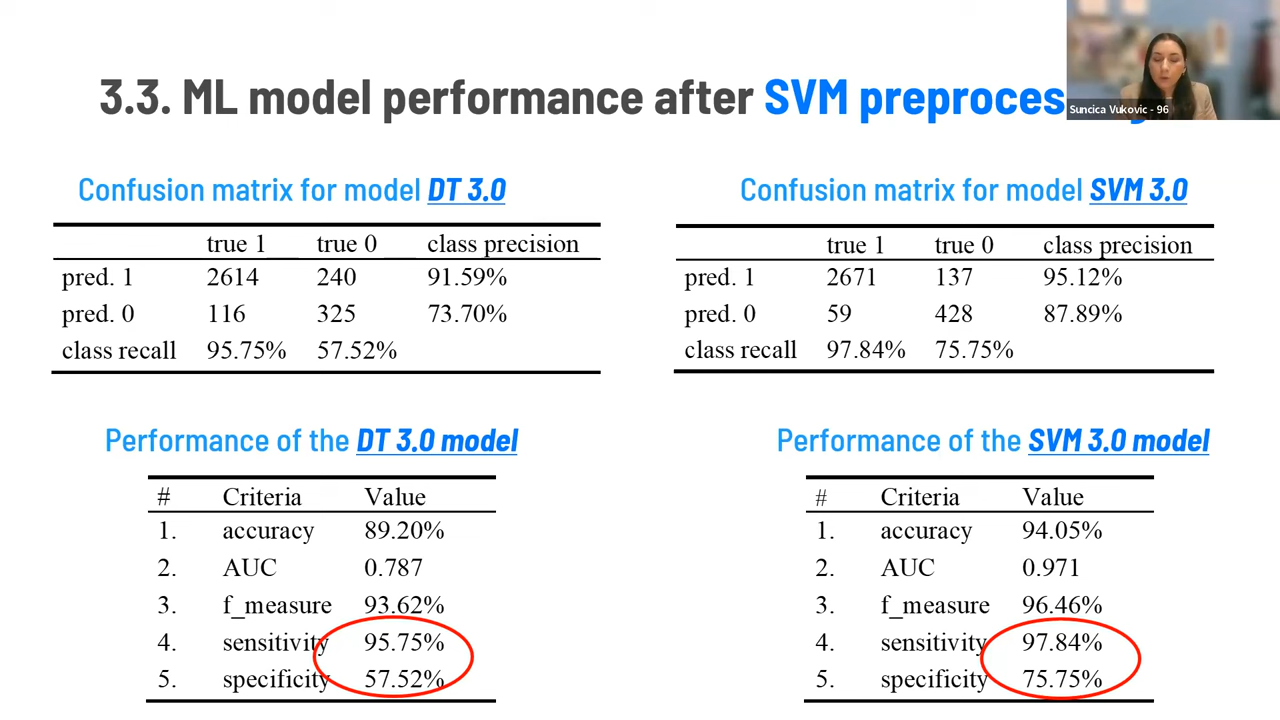 3.3. ML model performance after SVM preproces
Suncica Vukovic - 96
Confusion matrix for model DT 3.0
true 1 true 0 class precision
pred. 1 2614 240 91.59%
pred. 0 116 325 73.70%
class recall 95.75% 57.52%
Confusion matrix for model SVM 3.0
true 1 true 0 class precision
pred. 1 2671 137 95.12%
pred. 0 59 428 87.89%
class recall 97.84% 75.75%
Performance of the DT 3.0 model
# Criteria Value
1. accuracy 89.20%
2. AUC 0.787
3. f_measure 93.62%
4. sensitivity 95.75%
5. specificity 57.52%
Performance of the SVM 3.0 model
# Criteria Value
1. accuracy 94.05%
2. AUC 0.971
3. f_measure 96.46%
4. sensitivity 97.84%
5. specificity 75.75%